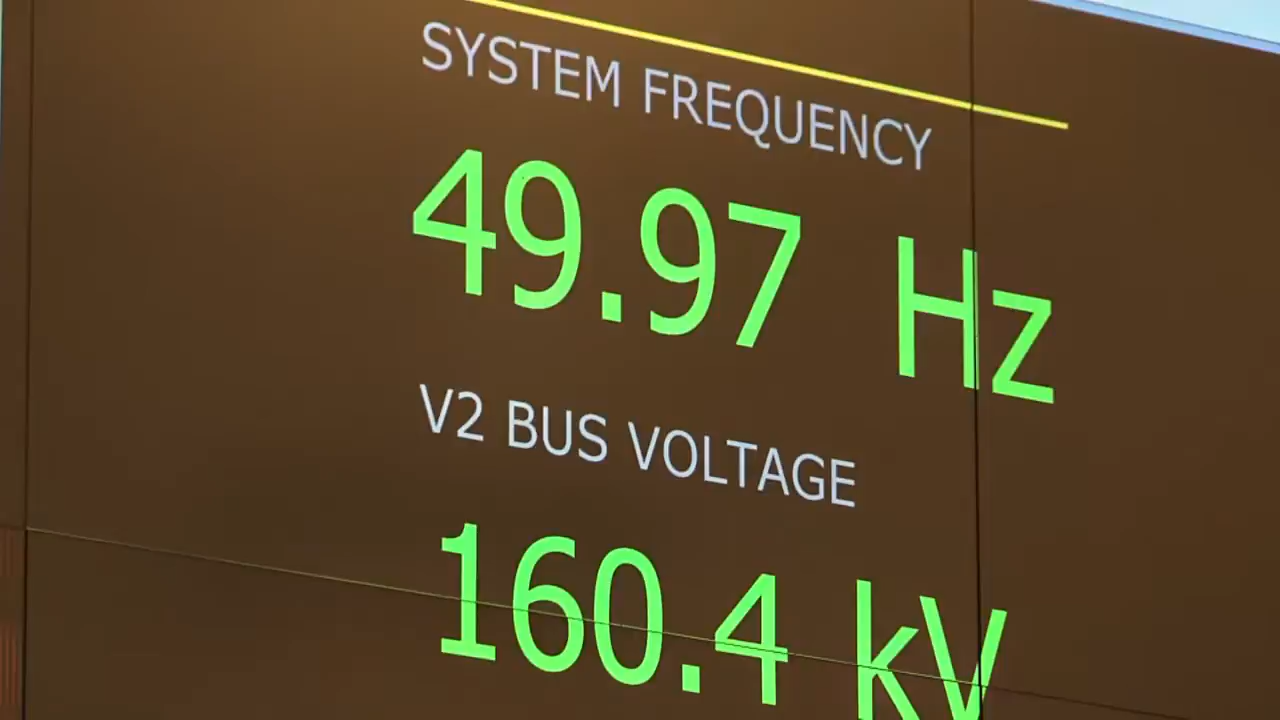 SYSTEM FREQUENCY
49.97 Hz
V2 BUS VOLTAGE
160.4 kV